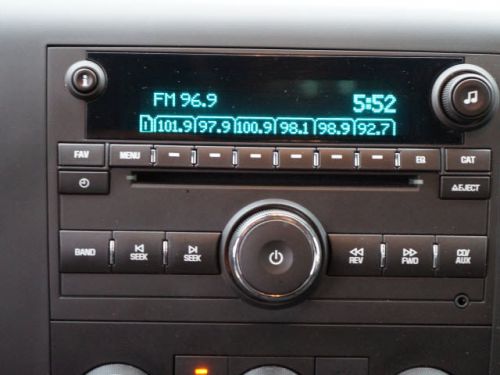 i
FM 96.9 5:52
1 101.9 97.9 100.9 98.1 98.9 92.7
FAV MENU EQ CAT
EJECT
BAND SEEK SEEK REV FWD CD/AUX